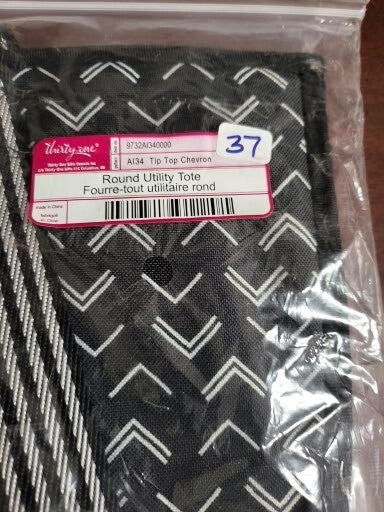 thirty-one
9732AI340000
AI34 Tip Top Chevron
37
Round Utility Tote
Fourre-tout utilitaire rond
made in China